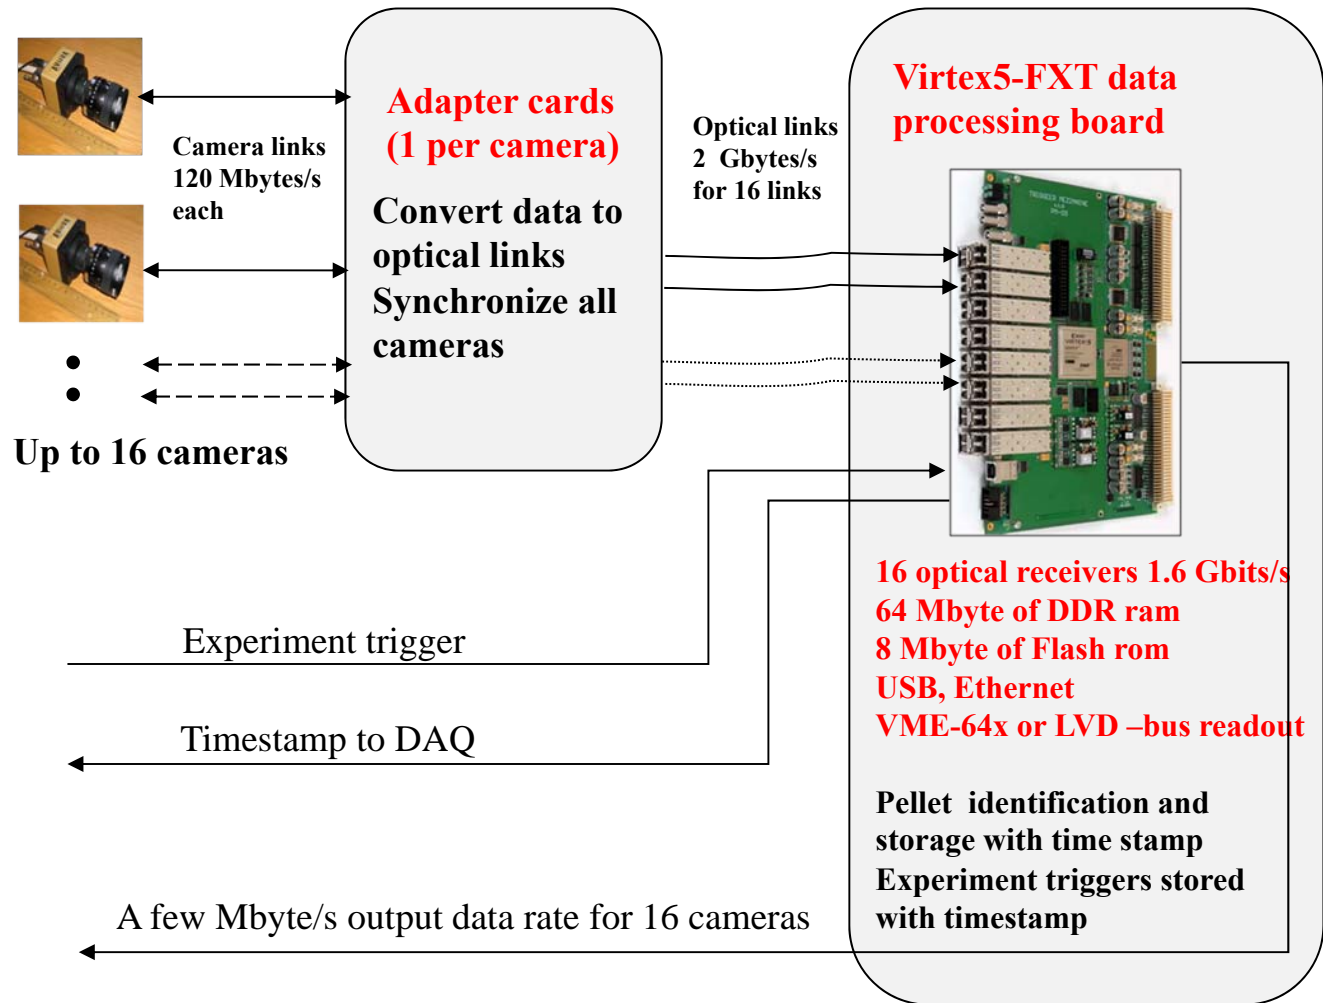 Camera links
120 Mbytes/s
each
Up to 16 cameras
Adapter cards
(1 per camera)
Convert data to
optical links
Synchronize all
cameras
Optical links
2 Gbytes/s
for 16 links
Virtex5-FXT data
processing board
16 optical receivers 1.6 Gbits/s
64 Mbyte of DDR ram
8 Mbyte of Flash rom
USB, Ethernet
VME-64x or LVD –bus readout
Pellet identification and
storage with time stamp
Experiment triggers stored
with timestamp
Experiment trigger
Timestamp to DAQ
A few Mbyte/s output data rate for 16 cameras